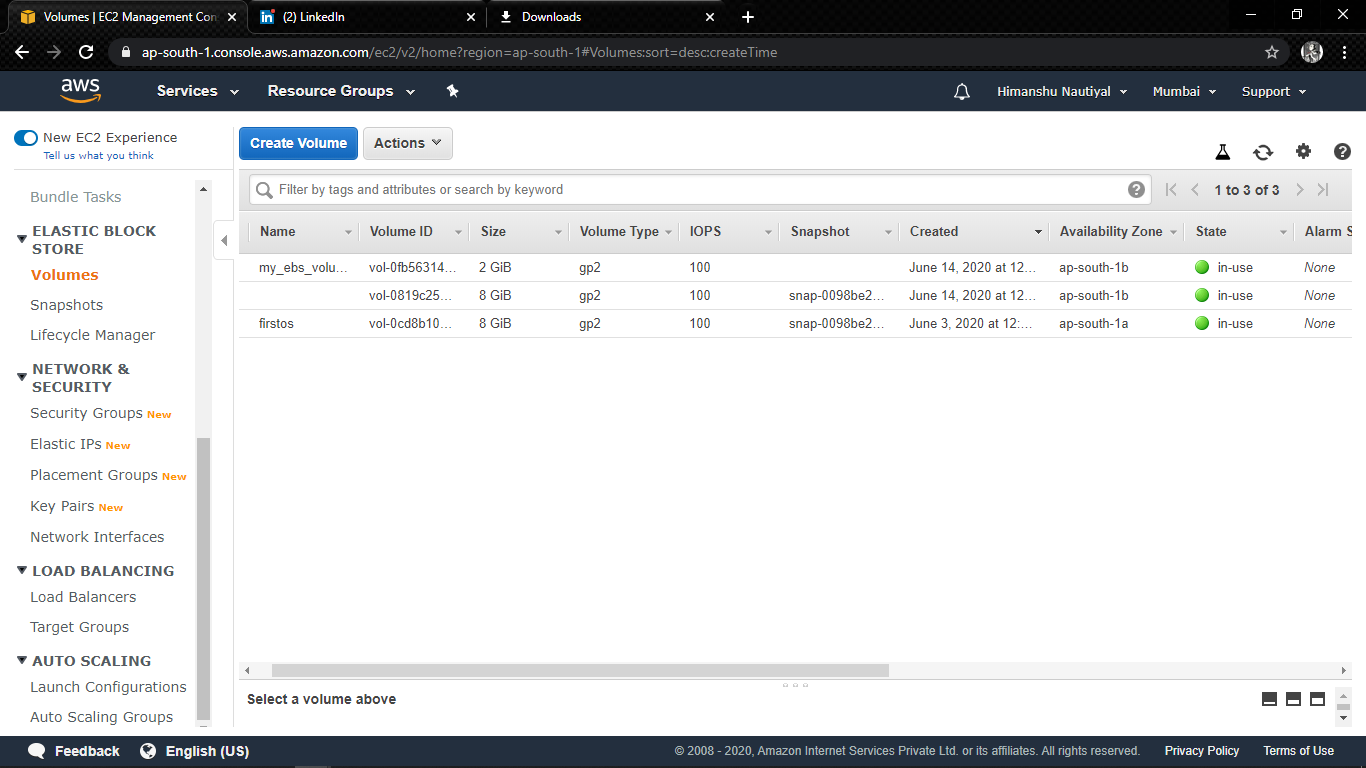 Volumes | EC2 Management Con
(2) LinkedIn
Downloads
ap-south-1.console.aws.amazon.com/ec2/v2/home?region=ap-south-1#Volumes:sort=desc:createTime
aws
Services
Resource Groups
Himanshu Nautiyal
Mumbai
Support
New EC2 Experience
Tell us what you think
Bundle Tasks
ELASTIC BLOCK
STORE
Volumes
Snapshots
Lifecycle Manager
NETWORK &
SECURITY
Security Groups New
Elastic IPs New
Placement Groups New
Key Pairs New
Network Interfaces
LOAD BALANCING
Load Balancers
Target Groups
AUTO SCALING
Launch Configurations
Auto Scaling Groups
Create Volume
Actions
Filter by tags and attributes or search by keyword
1 to 3 of 3
Name Volume ID Size Volume Type IOPS Snapshot Created Availability Zone State Alarm S
my_ebs_volu... vol-0fb56314... 2 GiB gp2 100 June 14, 2020 at 12... ap-south-1b in-use None
vol-0819c25... 8 GiB gp2 100 snap-0098be2... June 14, 2020 at 12... ap-south-1b in-use None
firstos vol-0cd8b10... 8 GiB gp2 100 snap-0098be2... June 3, 2020 at 12:... ap-south-1a in-use None
Select a volume above
Feedback
English (US)
© 2008 - 2020, Amazon Internet Services Private Ltd. or its affiliates. All rights reserved.
Privacy Policy
Terms of Use